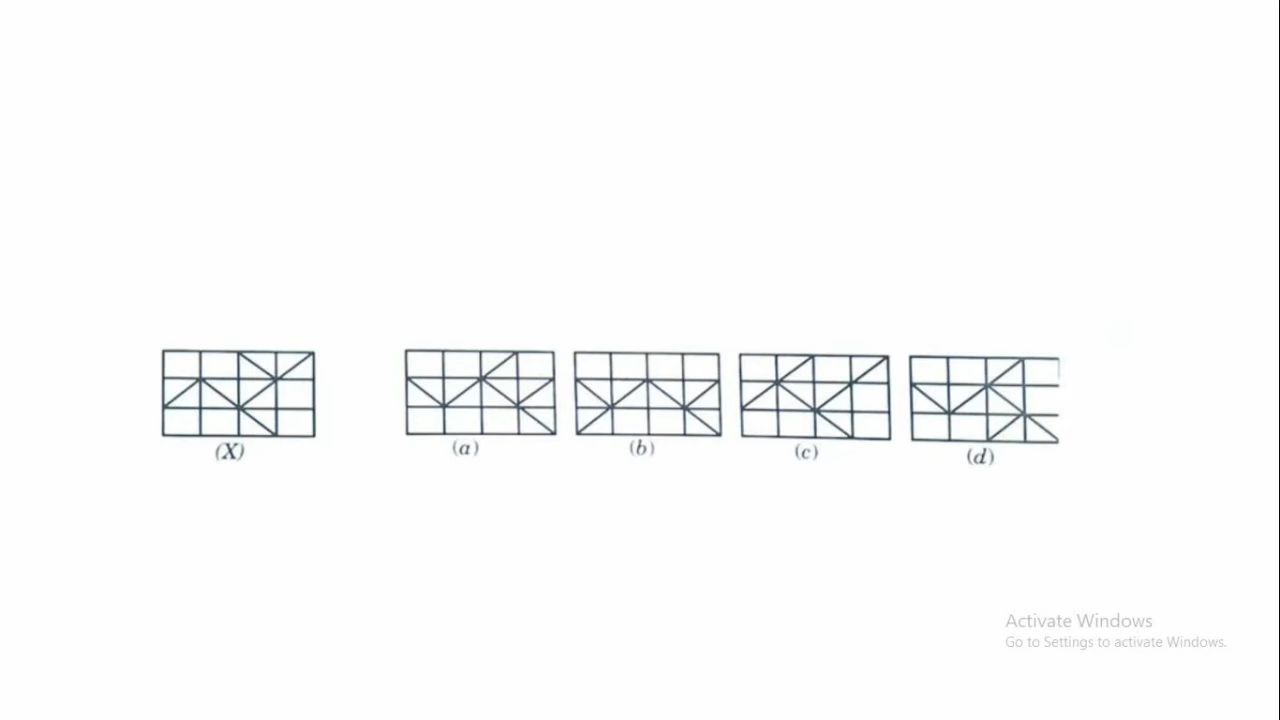 (X) (a) (b) (c) (d)
Activate Windows
Go to Settings to activate Windows.